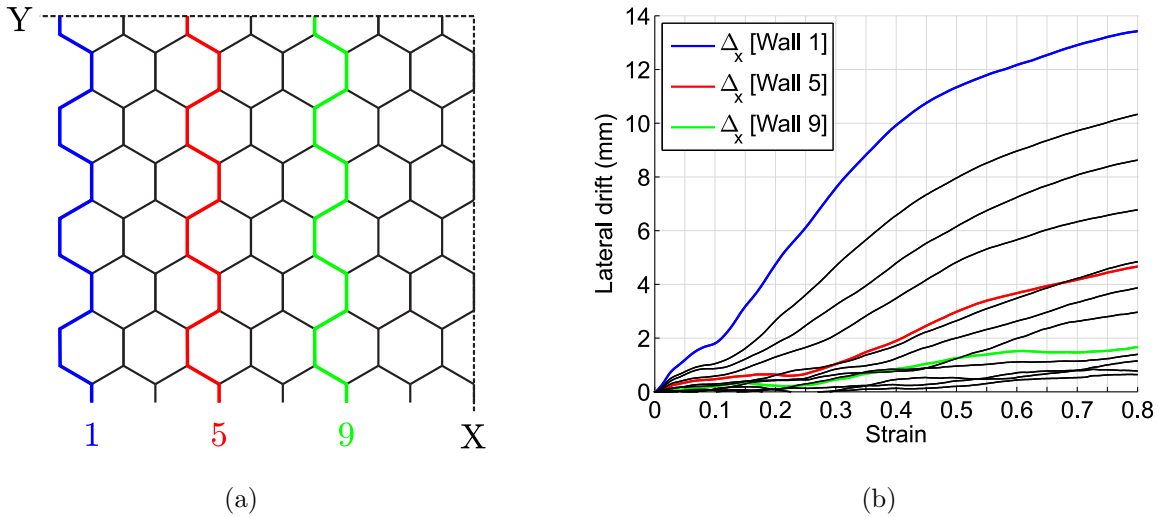 Y
1
5
9
X
(a)
14
12
10
8
6
4
2
0
Lateral drift (mm)
Δx [Wall 1]
Δx [Wall 5]
Δx [Wall 9]
0 0.1 0.2 0.3 0.4 0.5 0.6 0.7 0.8
Strain
(b)